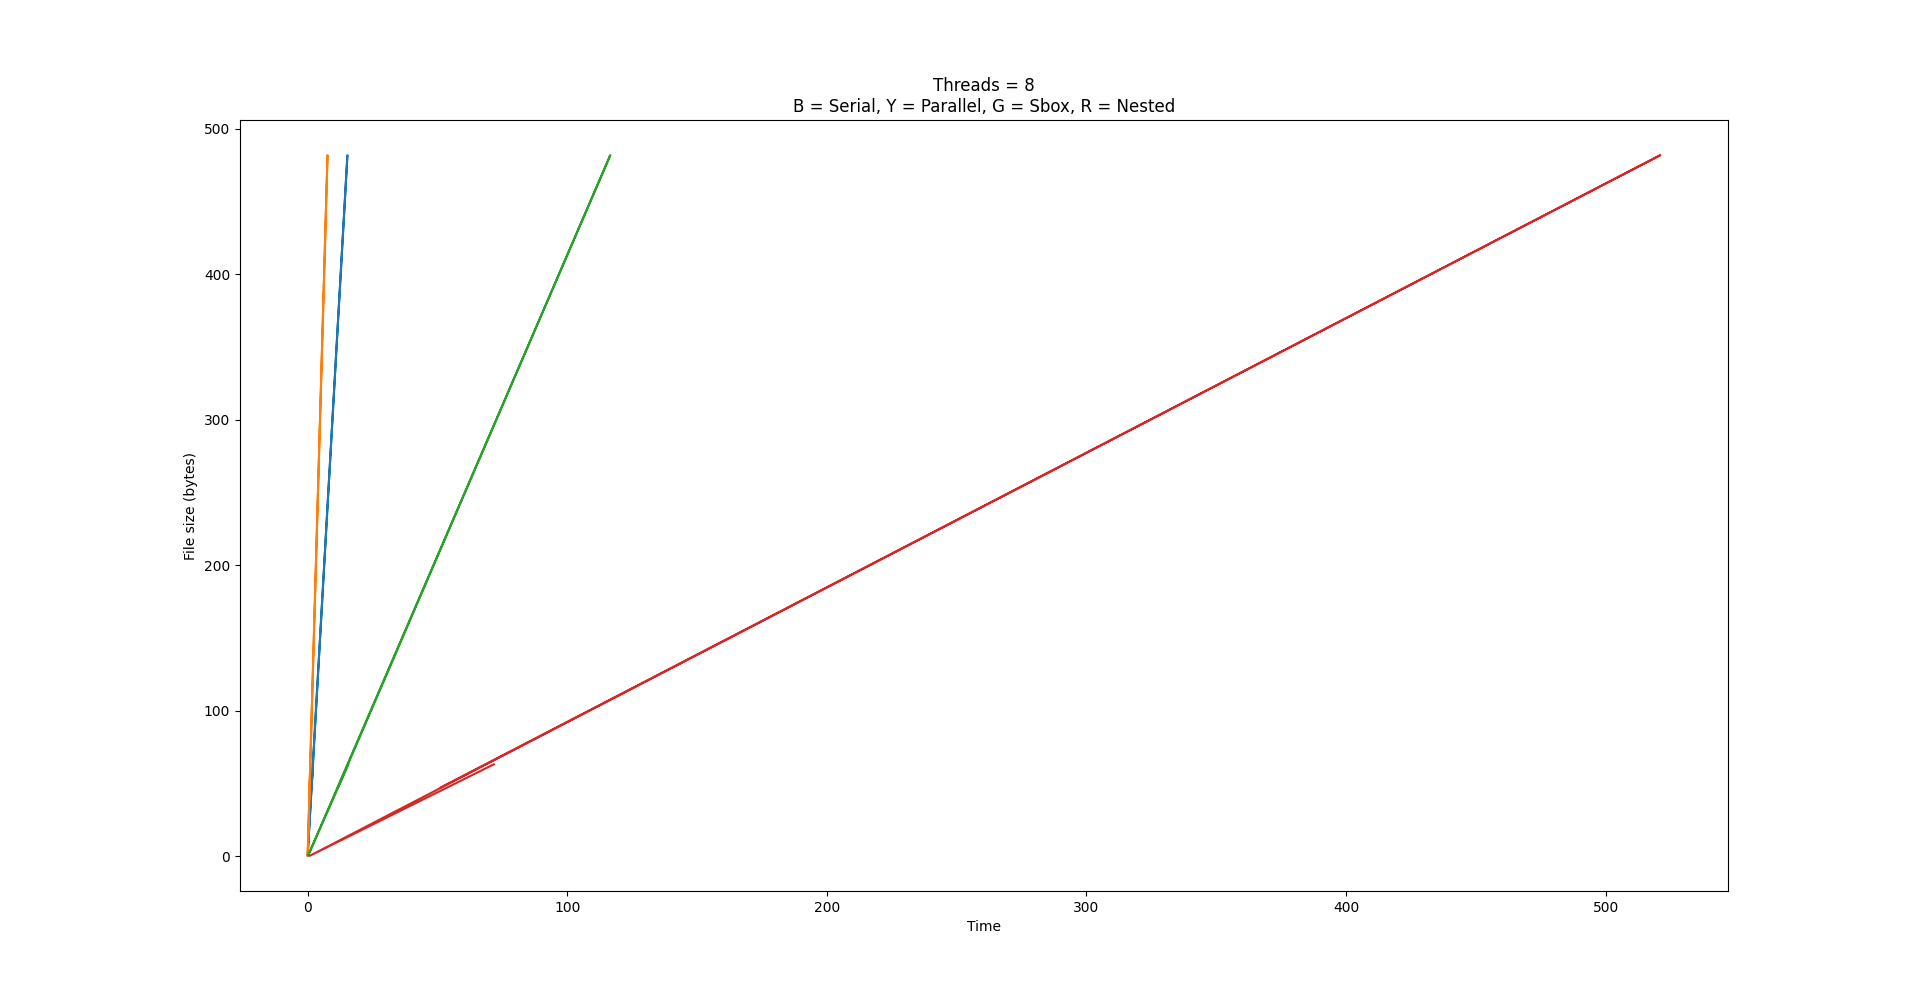 Threads = 8
B = Serial, Y = Parallel, G = Sbox, R = Nested
500
400
300
200
100
0
File size (bytes)
0 100 200 300 400 500
Time